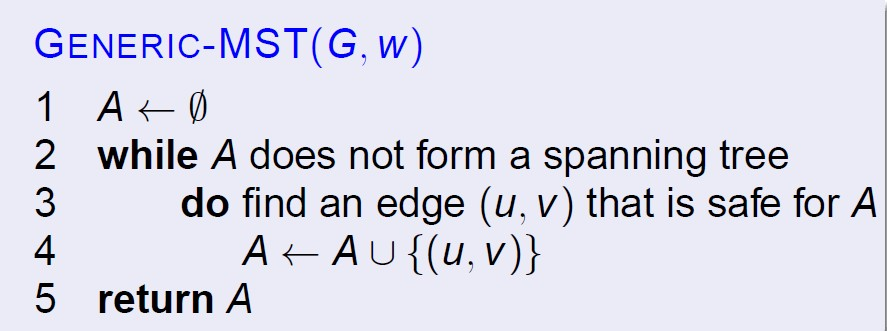 GENERIC-MST(G, w)
1 A ← ∅
2 while A does not form a spanning tree
3 do find an edge (u, v) that is safe for A
4 A ← A ∪ {(u, v)}
5 return A